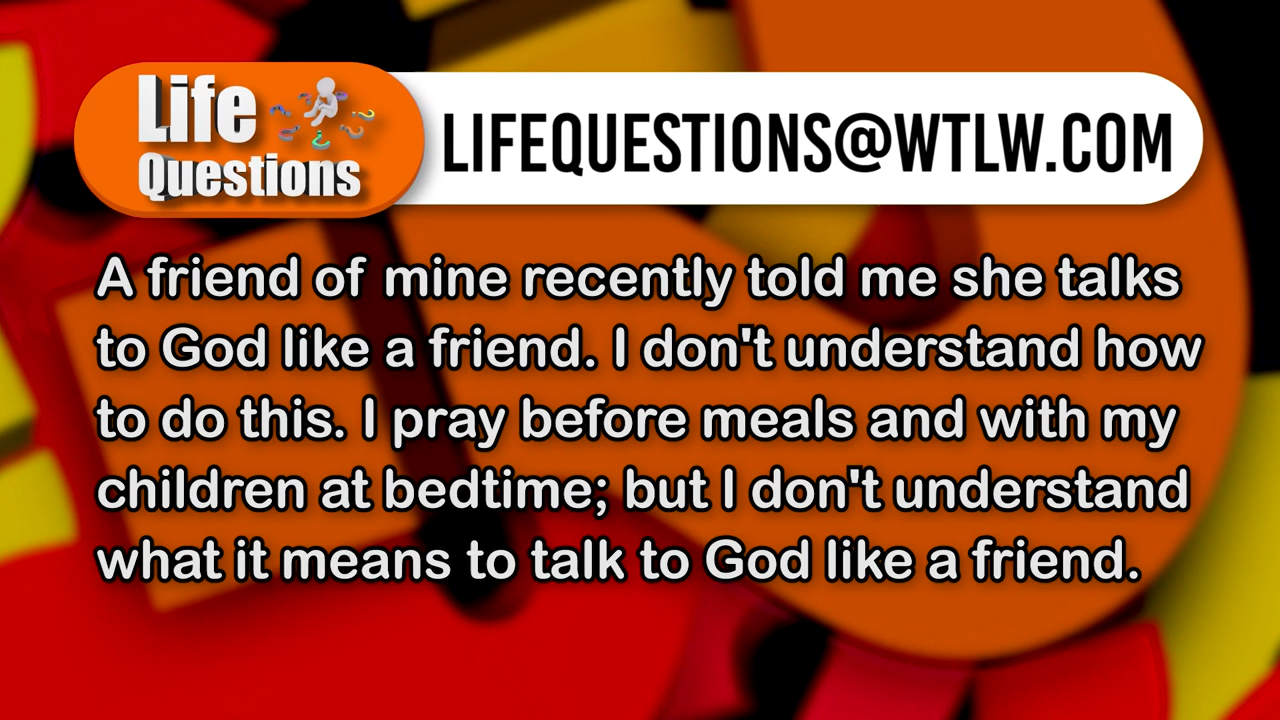 Life
Questions
LIFEQUESTIONS@WTLW.COM
A friend of mine recently told me she talks
to God like a friend. I don't understand how
to do this. I pray before meals and with my
children at bedtime; but I don't understand
what it means to talk to God like a friend.